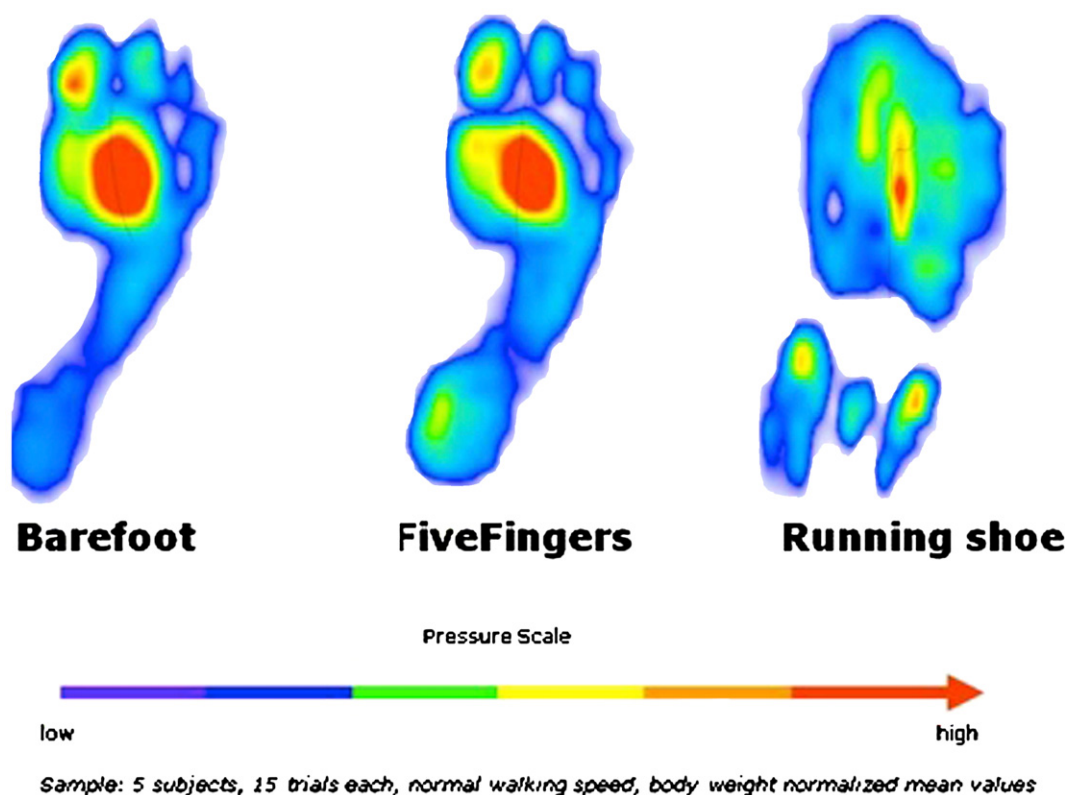 Barefoot
FiveFingers
Running shoe
Pressure Scale
low
high
Sample: 5 subjects, 15 trials each, normal walking speed, body weight normalized mean values